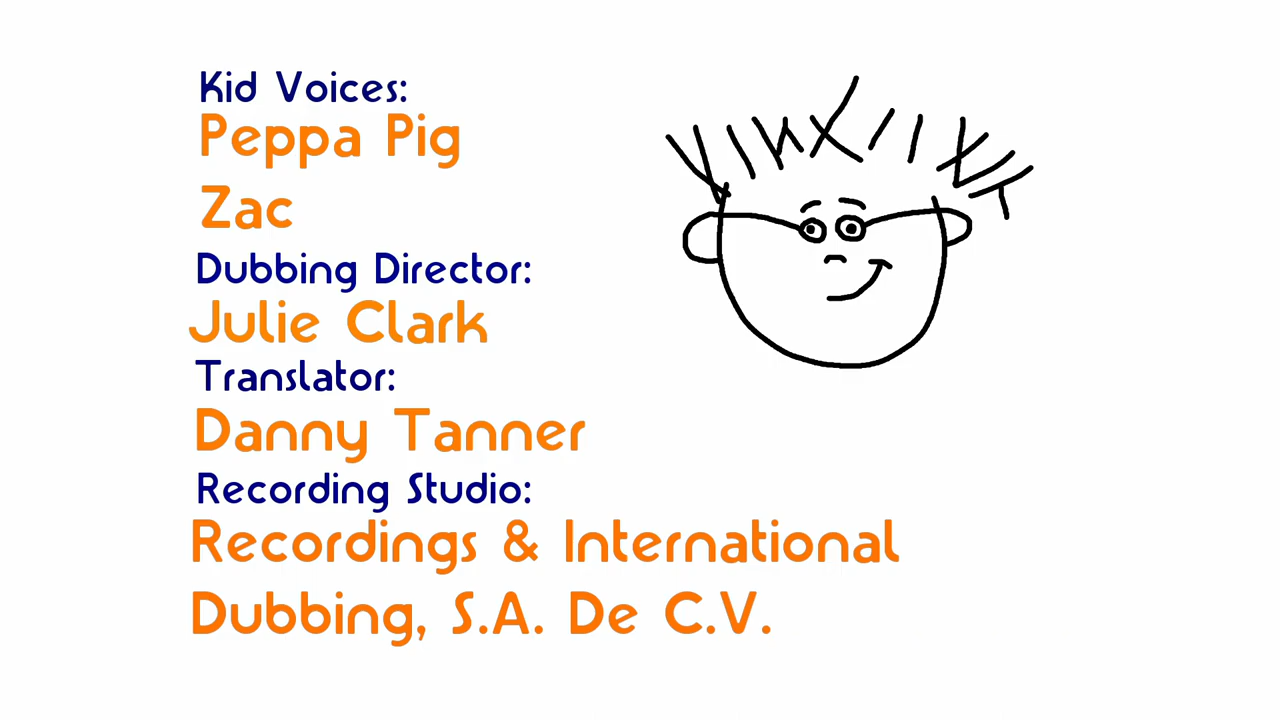 Kid Voices:
Peppa Pig
Zac
Dubbing Director:
Julie Clark
Translator:
Danny Tanner
Recording Studio:
Recordings & International
Dubbing, S.A. De C.V.